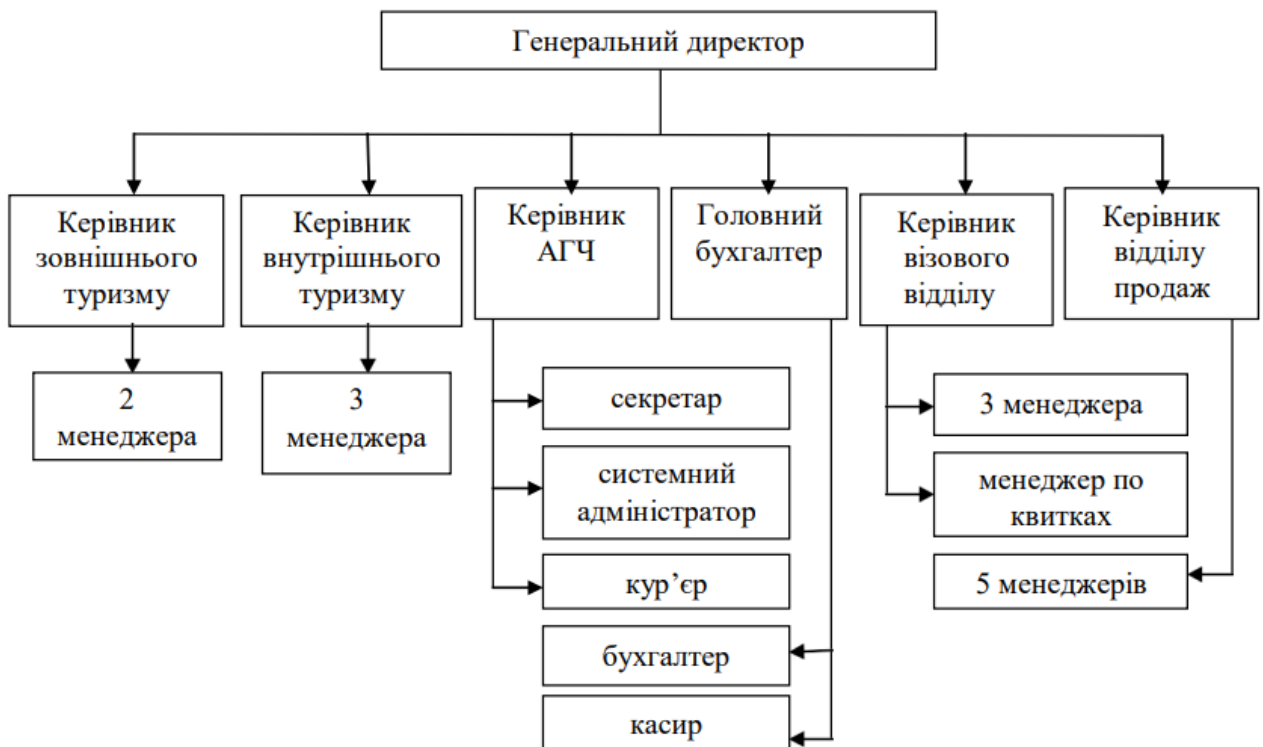 Генеральний директор
Керівник
зовнішнього
туризму
Керівник
внутрішнього
туризму
Керівник
АГЧ
Головний
бухгалтер
Керівник
візового
відділу
Керівник
відділу
продаж
2
менеджера
3
менеджера
секретар
системний
адміністратор
кур’єр
бухгалтер
касир
3 менеджера
менеджер по
квитках
5 менеджерів